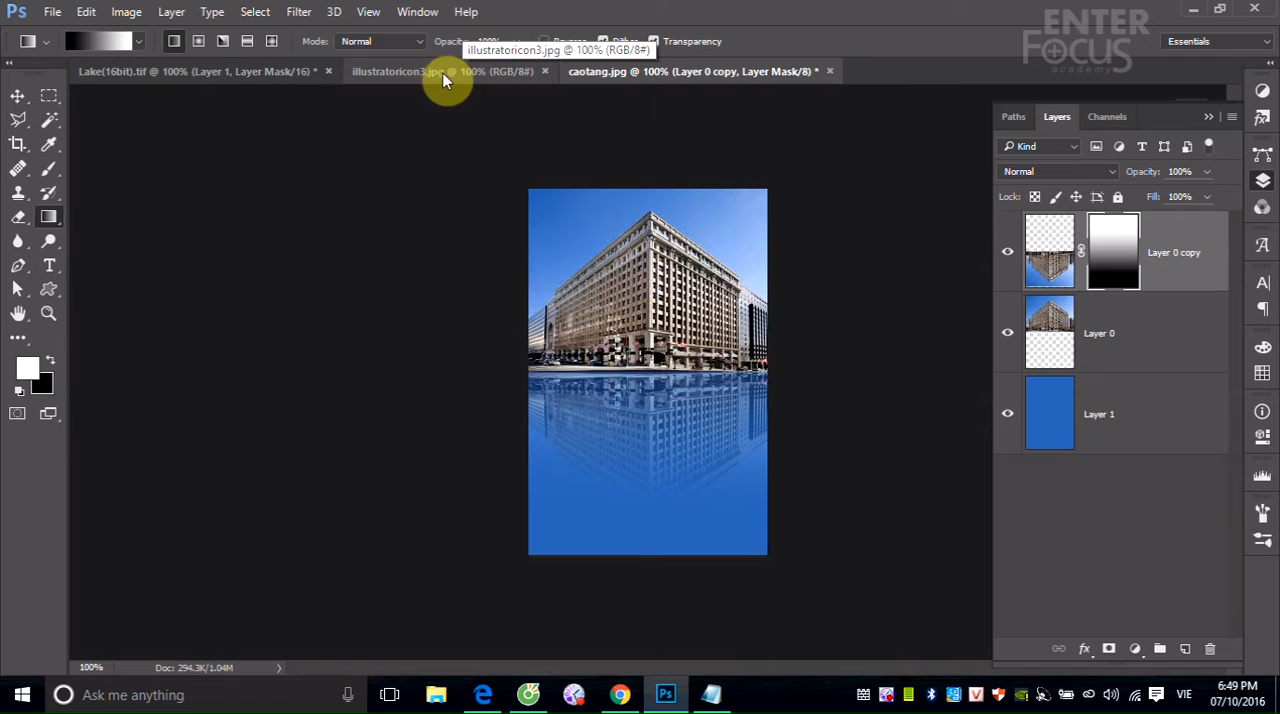 Ps File Edit Image Layer Type Select Filter 3D View Window Help
ENTER
FOCUS
academy
Mode: Normal Opacity: 100% Reverse Dither Transparency Essentials
illustratoricon3.jpg @ 100% (RGB/8#)
Lake(16bit).tif @ 100% (Layer 1, Layer Mask/16) * × illustratoricon3.jpg @ 100% (RGB/8#) × caotang.jpg @ 100% (Layer 0 copy, Layer Mask/8) * ×
Paths Layers Channels
Kind
Normal Opacity: 100%
Lock: Fill: 100%
Layer 0 copy
Layer 0
Layer 1
100% Doc: 294.3K/1.04M
Ask me anything
VIE
6:49 PM
07/10/2016